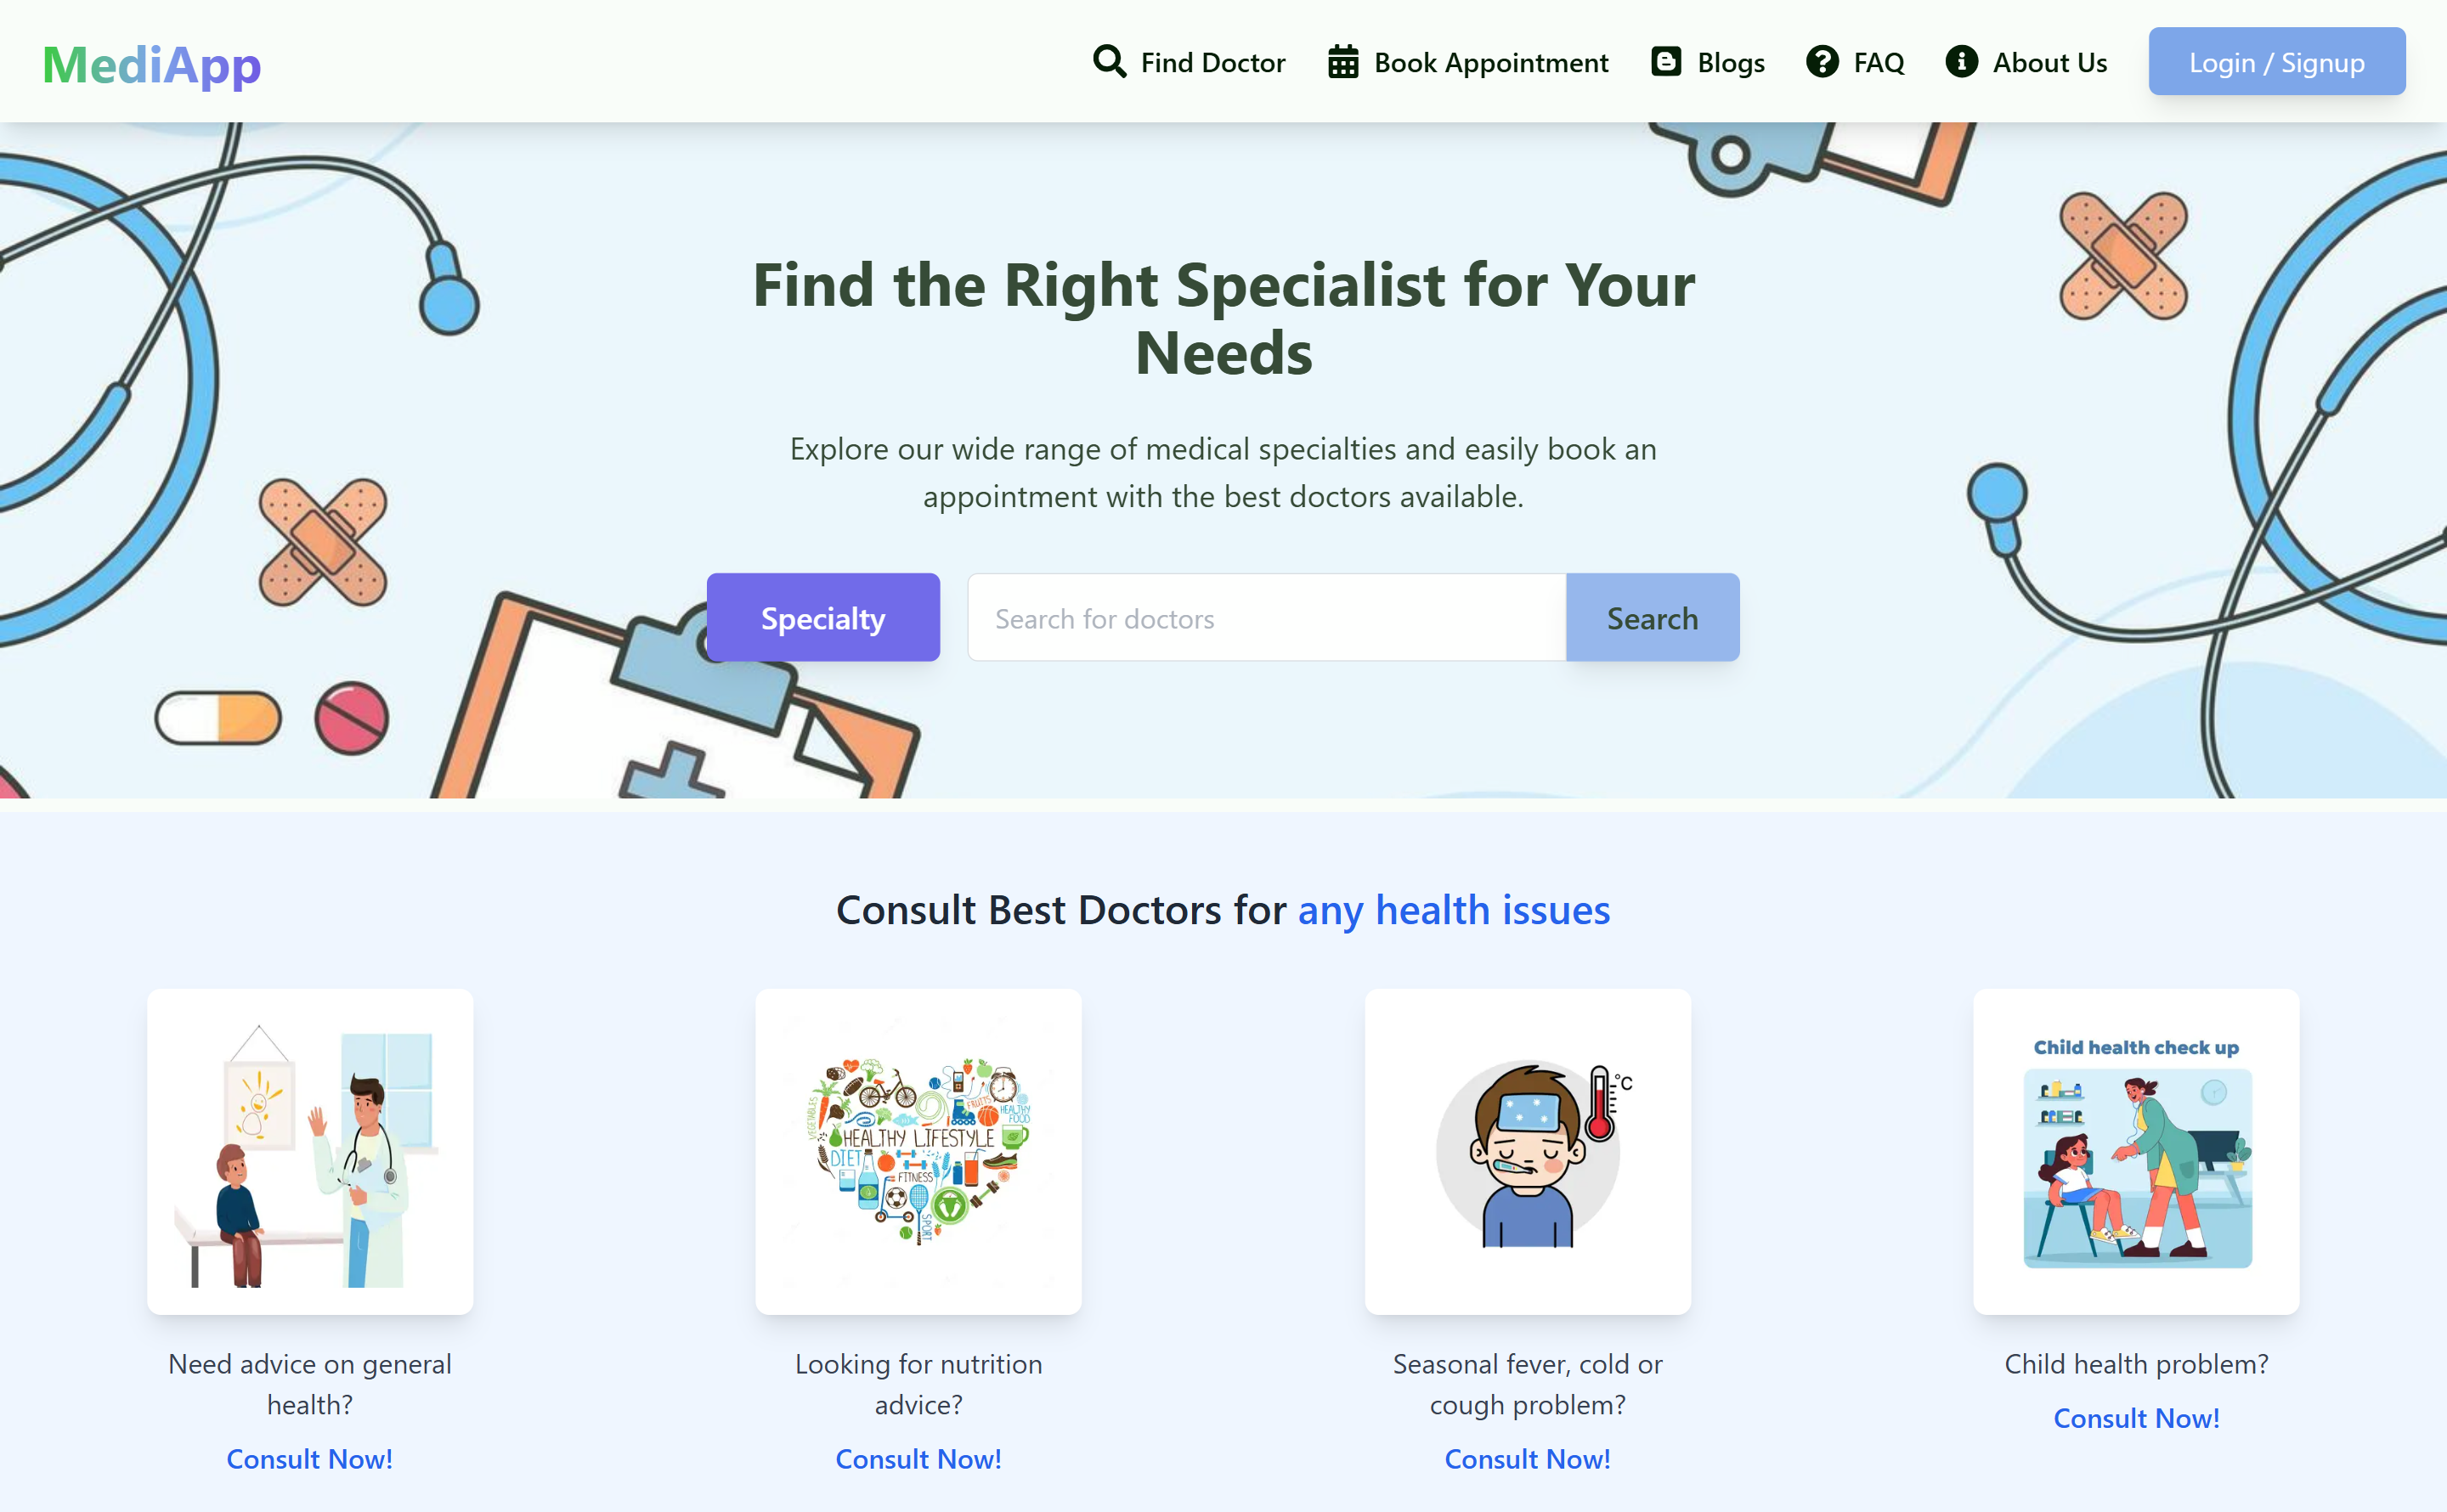 MediApp
Find Doctor
Book Appointment
Blogs
FAQ
About Us
Login / Signup
Find the Right Specialist for Your
Needs
Explore our wide range of medical specialties and easily book an
appointment with the best doctors available.
Specialty
Search for doctors
Search
Consult Best Doctors for any health issues
VEGETABLES
FRUITS
HEALTHY
FOOD
HEALTHY LIFESTYLE
DIET
FITNESS
SPORT
°C
Child health check up
Need advice on general
health?
Consult Now!
Looking for nutrition
advice?
Consult Now!
Seasonal fever, cold or
cough problem?
Consult Now!
Child health problem?
Consult Now!